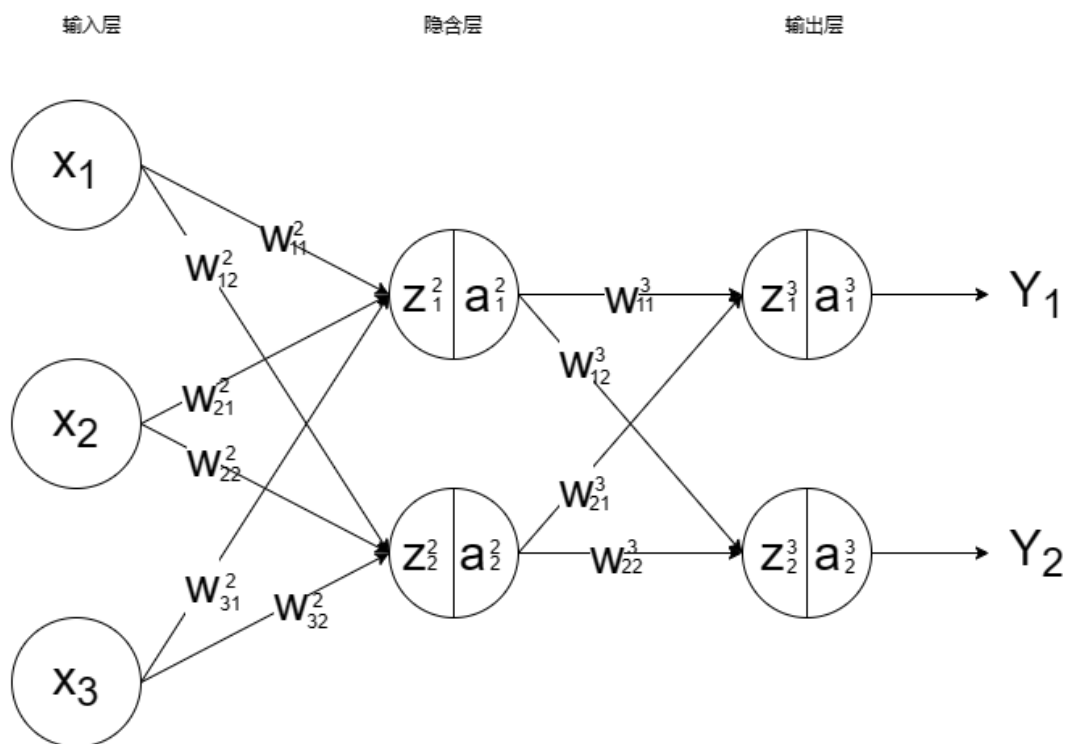 输入层 隐含层 输出层
x₁
W²₁₁
W²₁₂
z²₁ a²₁ W³₁₁ z³₁ a³₁ Y₁
W³₁₂
W²₂₁
x₂
W²₂₂
W³₂₁
z²₂ a²₂ W³₂₂ z³₂ a³₂ Y₂
W²₃₁
W²₃₂
x₃